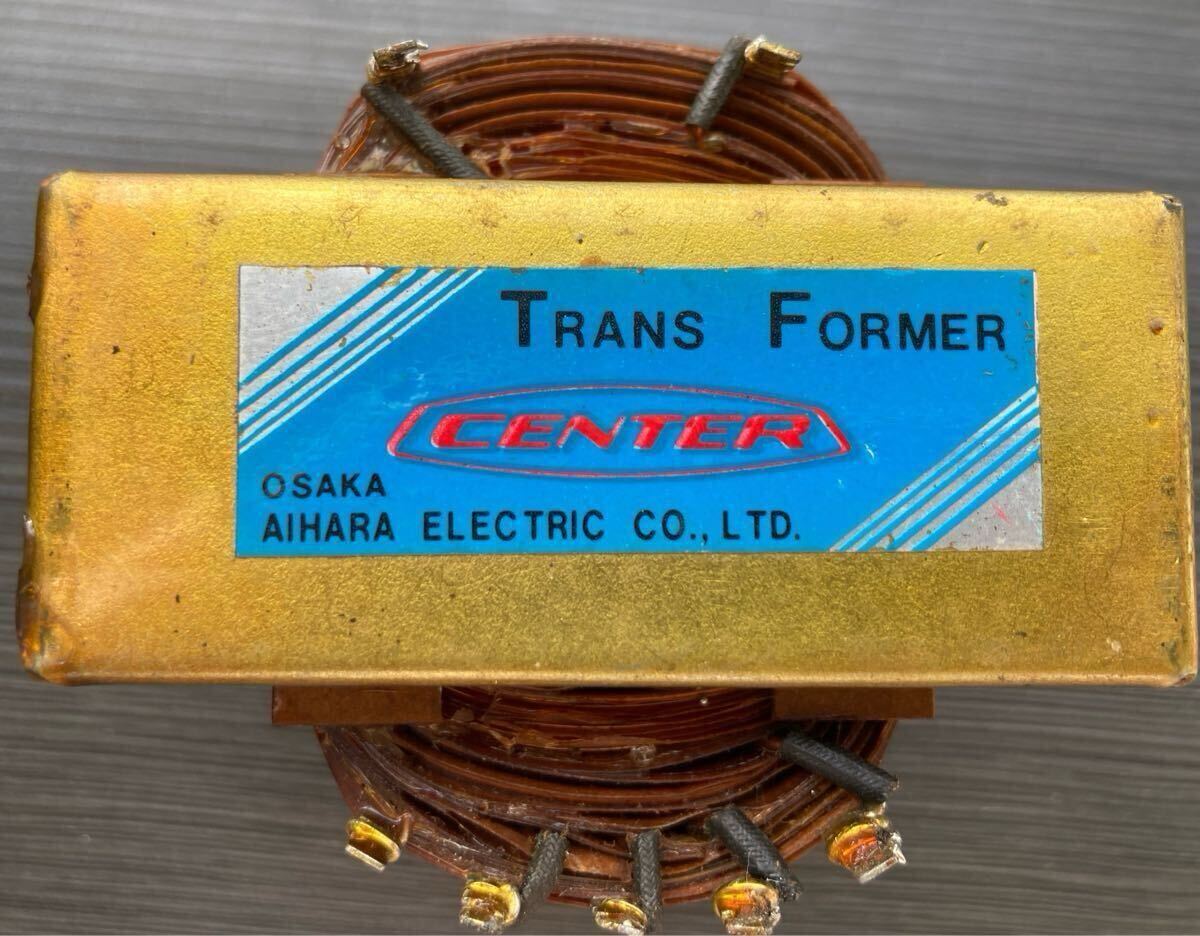 TRANS FORMER
CENTER
OSAKA
AIHARA ELECTRIC CO., LTD.